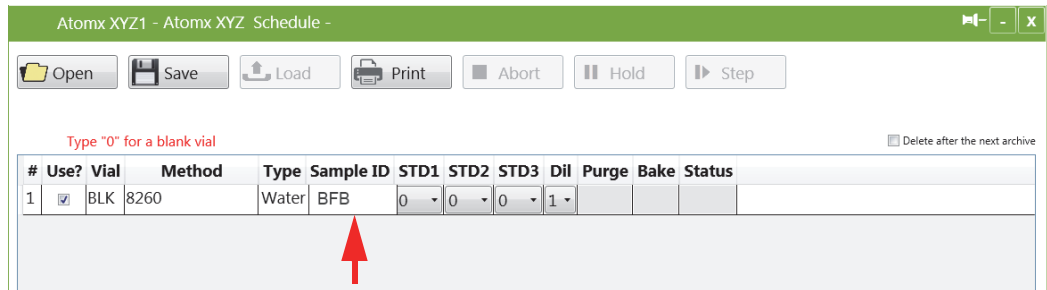 Atomx XYZ1 - Atomx XYZ Schedule -
Open Save Load Print Abort Hold Step
Type "0" for a blank vial
Delete after the next archive
# Use? Vial Method Type Sample ID STD1 STD2 STD3 Dil Purge Bake Status
1 BLK 8260 Water BFB 0 0 0 1